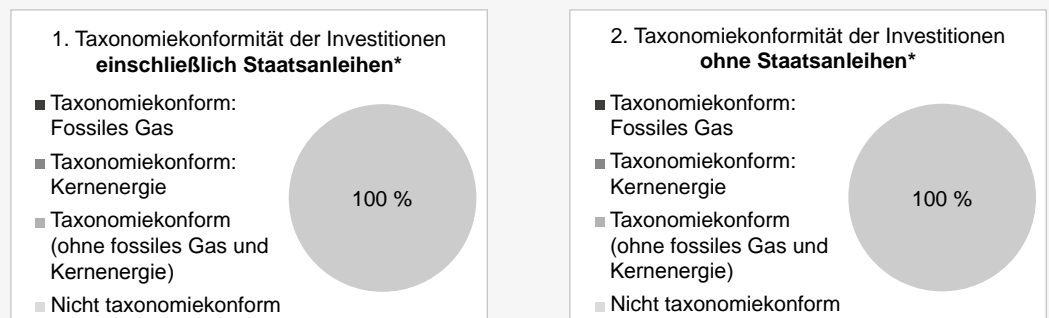 1. Taxonomiekonformität der Investitionen
einschließlich Staatsanleihen*
Taxonomiekonform:
Fossiles Gas
Taxonomiekonform:
Kernenergie
Taxonomiekonform
(ohne fossiles Gas und
Kernenergie)
Nicht taxonomiekonform
100 %
2. Taxonomiekonformität der Investitionen
ohne Staatsanleihen*
Taxonomiekonform:
Fossiles Gas
Taxonomiekonform:
Kernenergie
Taxonomiekonform
(ohne fossiles Gas und
Kernenergie)
Nicht taxonomiekonform
100 %